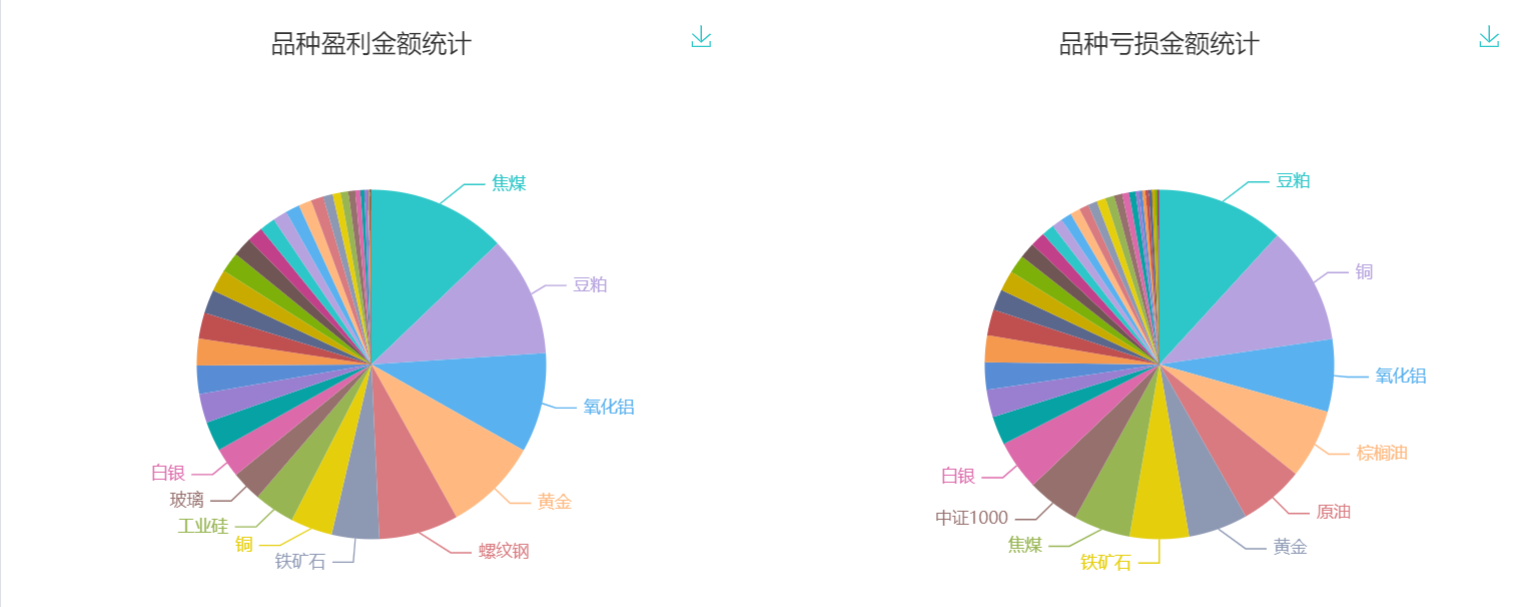 品种盈利金额统计
焦煤
豆粕
氧化铝
黄金
螺纹钢
铁矿石
铜
工业硅
玻璃
白银
品种亏损金额统计
豆粕
铜
氧化铝
棕榈油
原油
黄金
铁矿石
焦煤
中证1000
白银